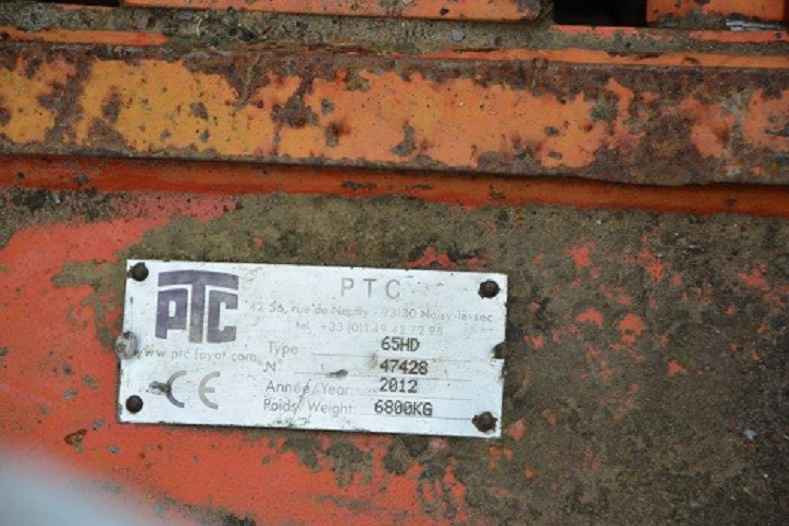 PTC
PTC
42-56, rue de Neuilly - 93130 Noisy-le-sec
tel. +33 (0)1 49 42 72 95
www.ptc.fayat.com
Type 65HD
N° 47428
CE
Année/Year 2012
Poids/Weight: 6800KG